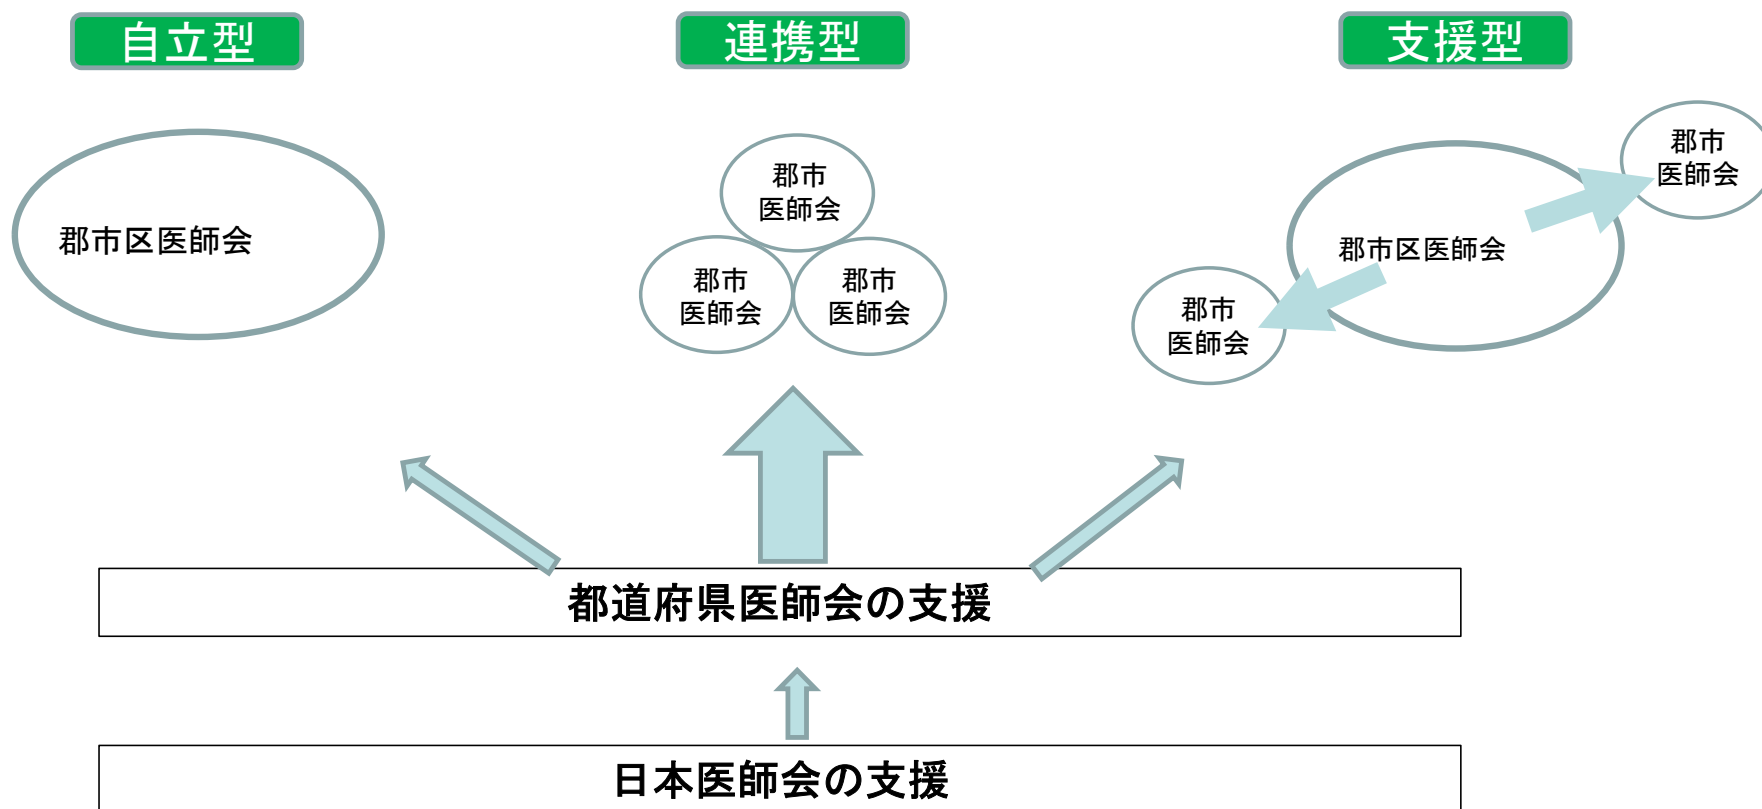 自立型
連携型
支援型
郡市区医師会
郡市
医師会
郡市
医師会
郡市
医師会
郡市
医師会
郡市区医師会
郡市
医師会
都道府県医師会の支援
日本医師会の支援